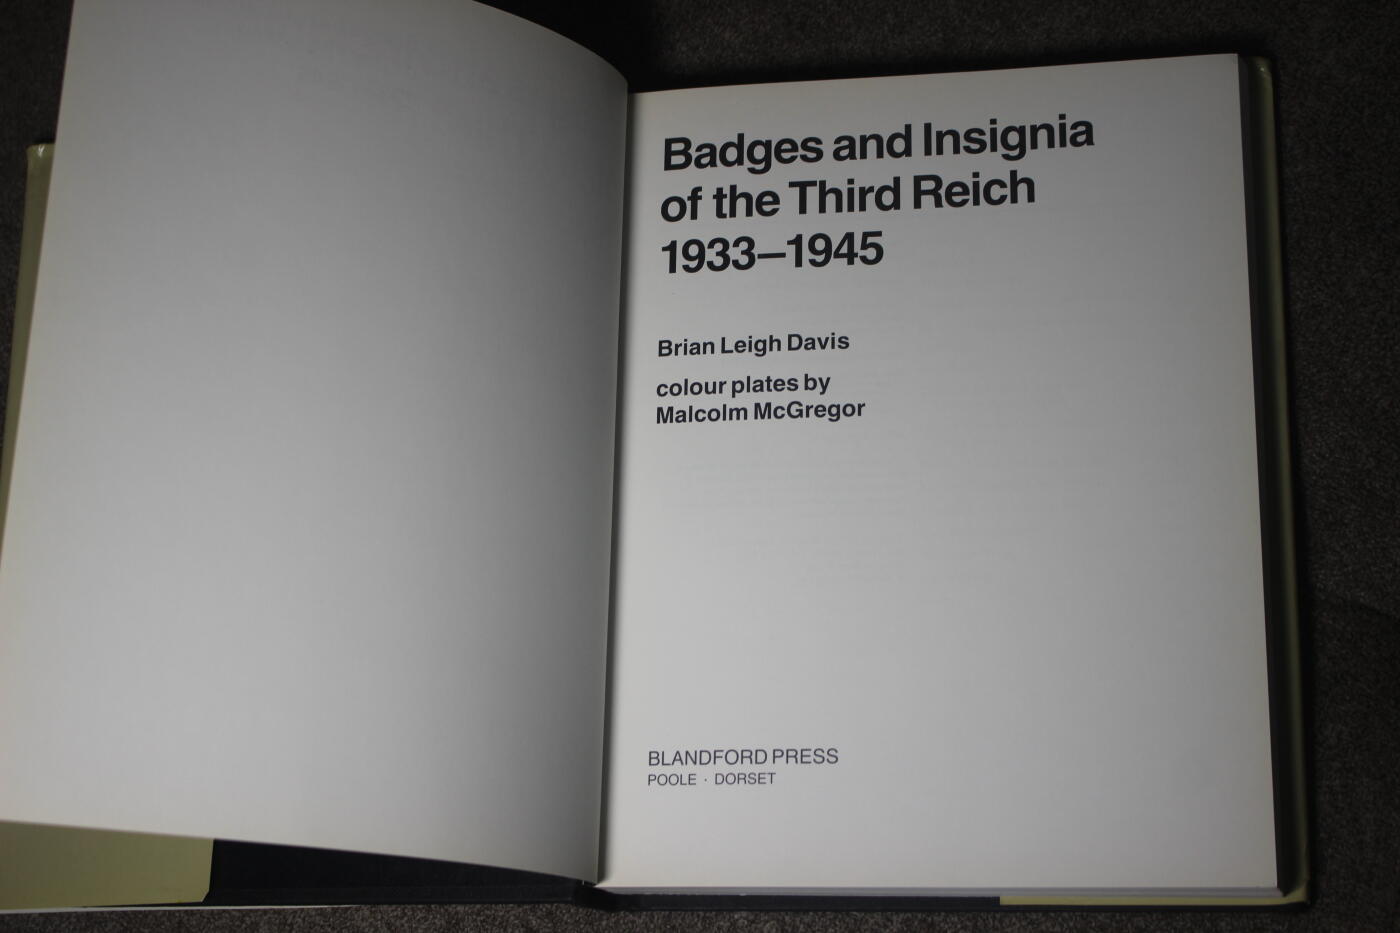 Badges and Insignia
of the Third Reich
1933–1945
Brian Leigh Davis
colour plates by
Malcolm McGregor
BLANDFORD PRESS
POOLE · DORSET